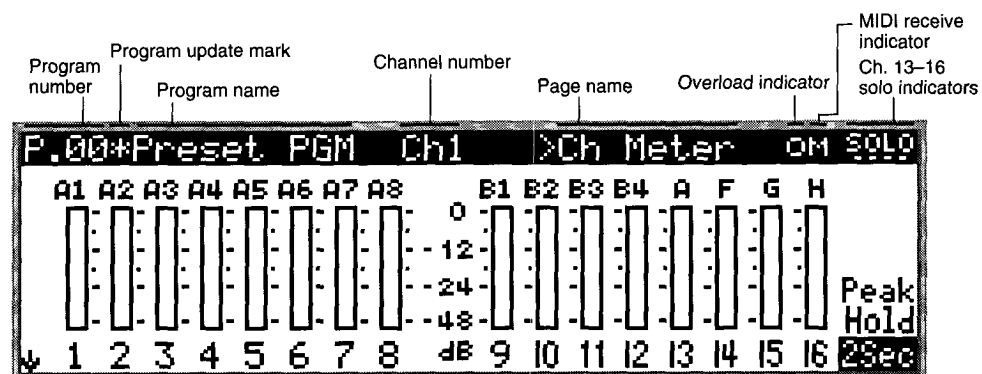 MIDI receive
indicator
Program update mark
Program
number
Channel number
Ch. 13–16
solo indicators
Program name
Page name
Overload indicator
P.00*Preset PGM Ch1 >Ch Meter OM SOLO
A1 A2 A3 A4 A5 A6 A7 A8 B1 B2 B3 B4 A F G H
0
12
24
Peak
48
Hold
1 2 3 4 5 6 7 8 dB 9 10 11 12 13 14 15 16 2Sec